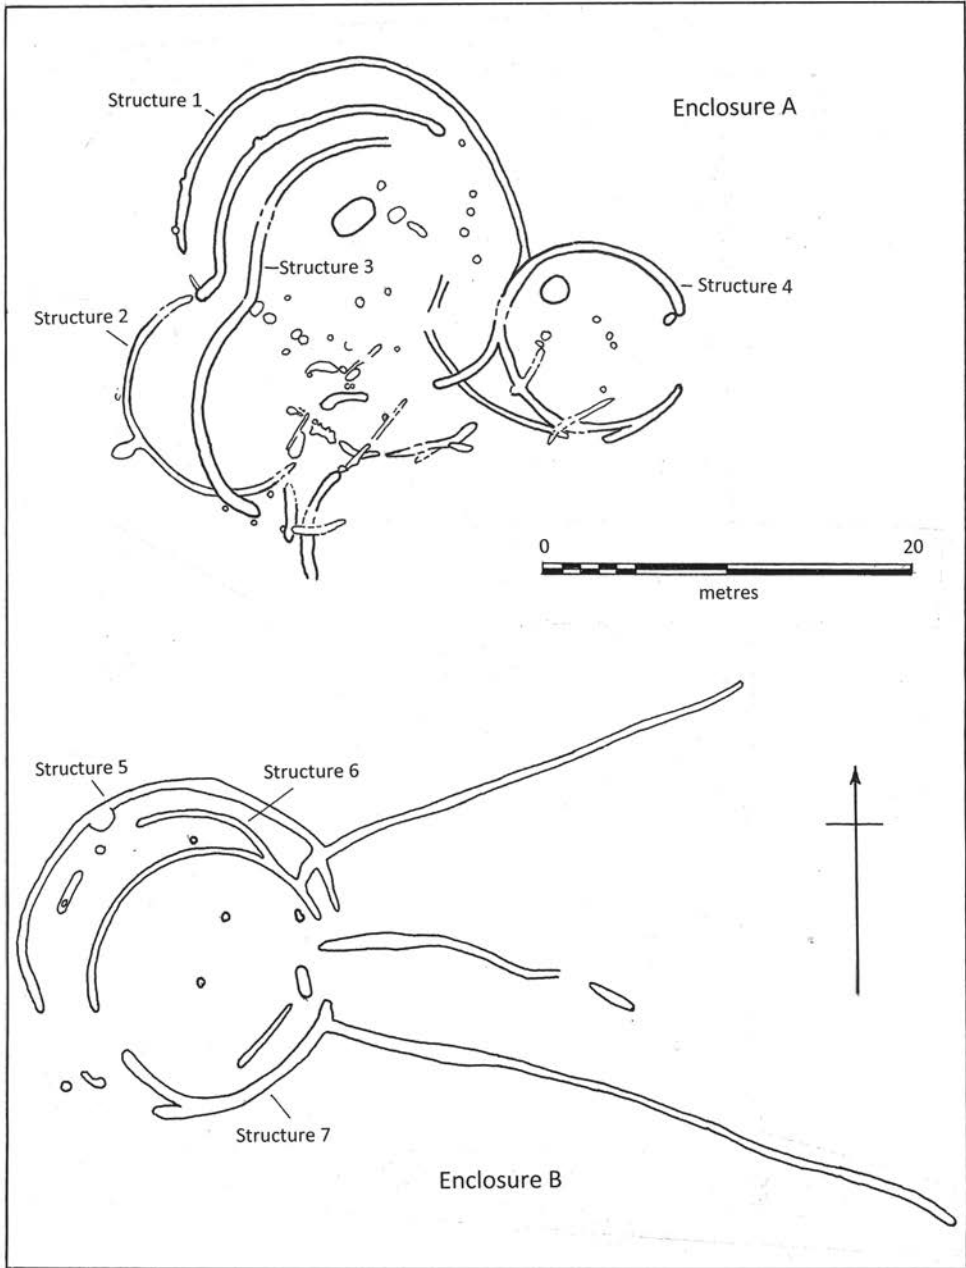 Structure 1
Enclosure A
Structure 3
Structure 4
Structure 2
0 20
metres
Structure 5
Structure 6
Structure 7
Enclosure B